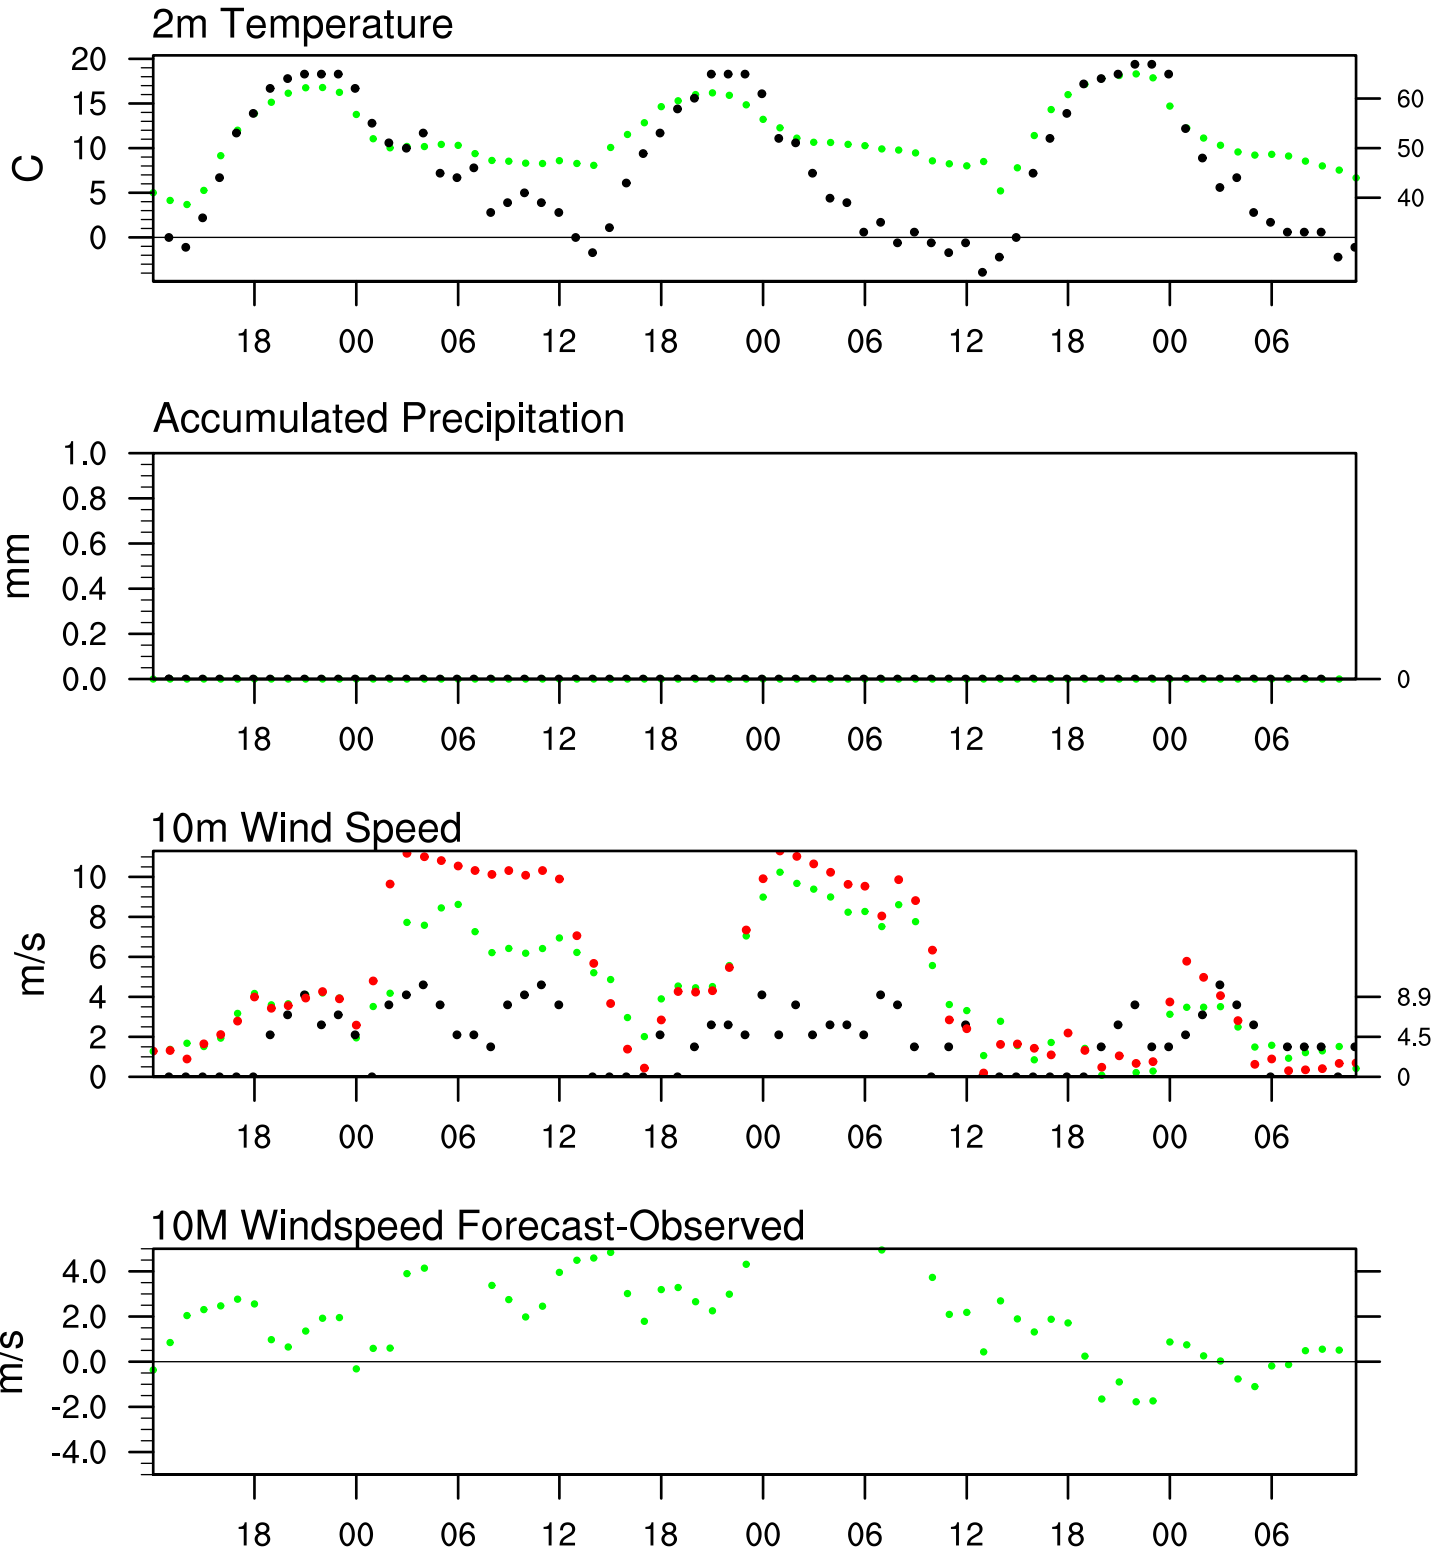 2m Temperature
20
15
10
5
0
C
60
50
40
18 00 06 12 18 00 06 12 18 00 06
Accumulated Precipitation
1.0
0.8
0.6
0.4
0.2
0.0
mm
0
18 00 06 12 18 00 06 12 18 00 06
10m Wind Speed
10
8
6
4
2
0
m/s
8.9
4.5
0
18 00 06 12 18 00 06 12 18 00 06
10M Windspeed Forecast-Observed
4.0
2.0
0.0
-2.0
-4.0
m/s
18 00 06 12 18 00 06 12 18 00 06